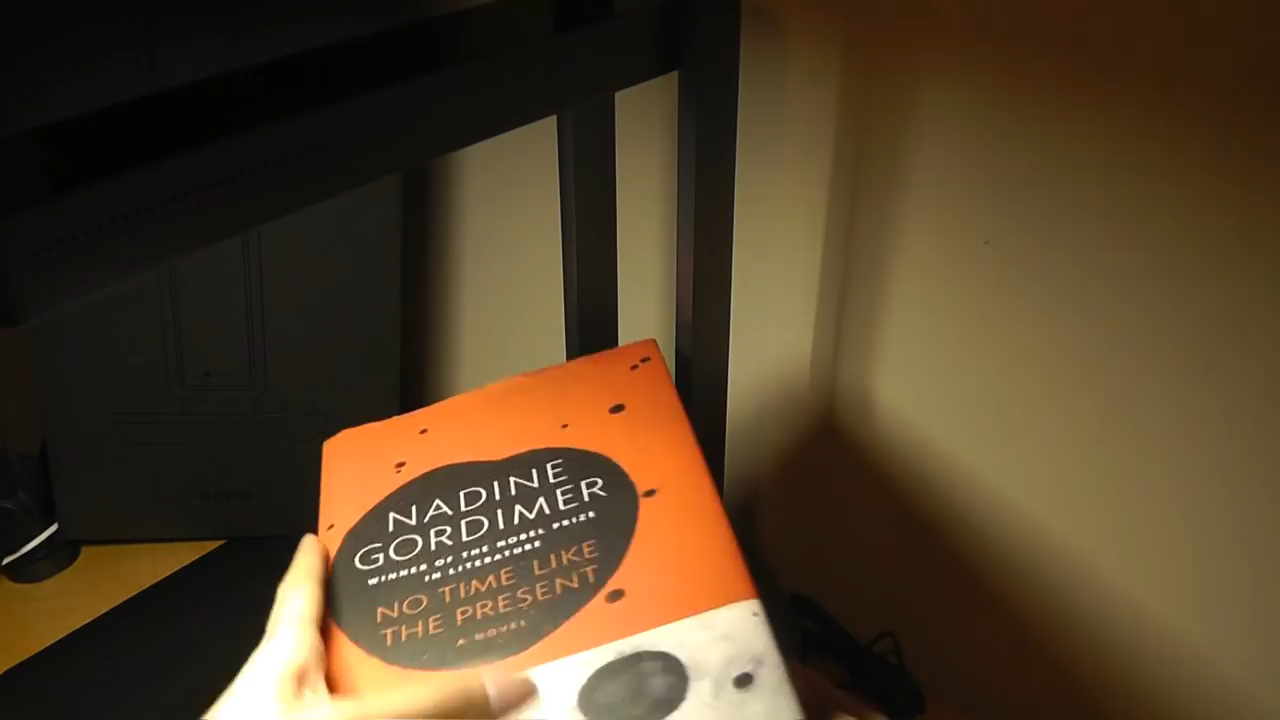 NADINE
GORDIMER
WINNER OF THE NOBEL PRIZE
IN LITERATURE
NO TIME LIKE
THE PRESENT
A NOVEL